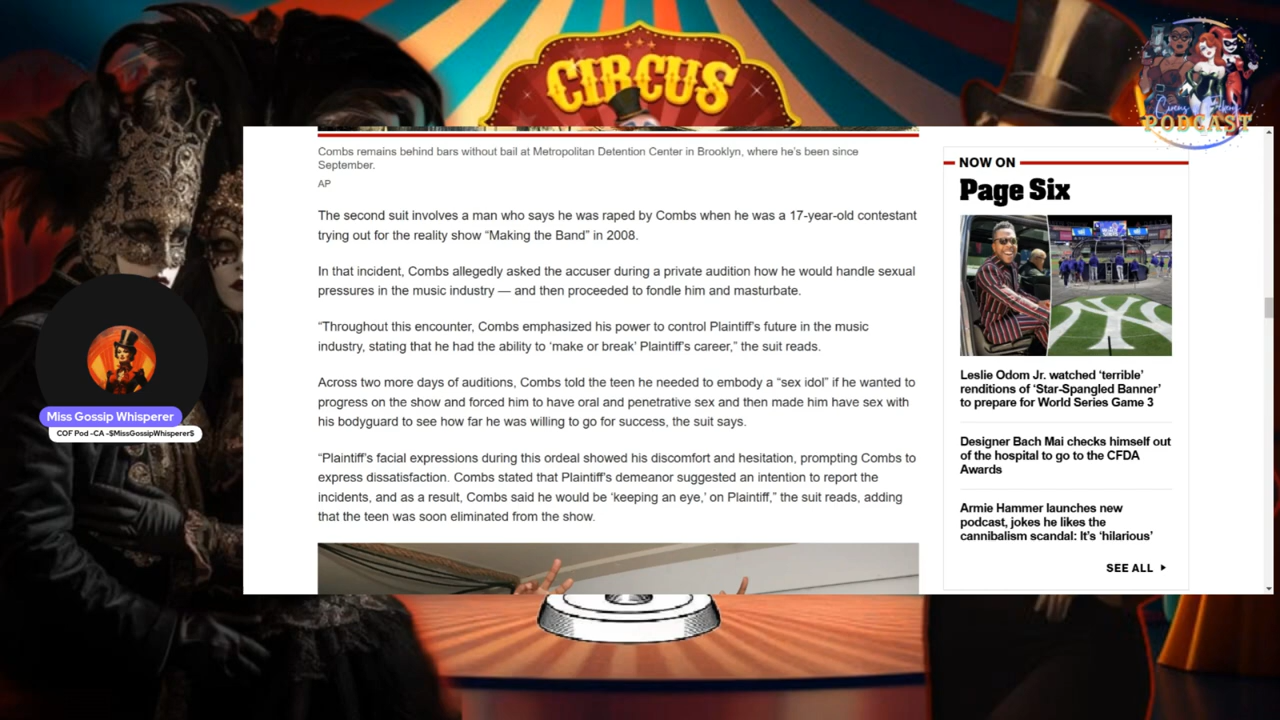 CIRCUS
PODCAST
Combs remains behind bars without bail at Metropolitan Detention Center in Brooklyn, where he's been since
September.
AP
The second suit involves a man who says he was raped by Combs when he was a 17-year-old contestant
trying out for the reality show “Making the Band” in 2008.
In that incident, Combs allegedly asked the accuser during a private audition how he would handle sexual
pressures in the music industry — and then proceeded to fondle him and masturbate.
“Throughout this encounter, Combs emphasized his power to control Plaintiff’s future in the music
industry, stating that he had the ability to ‘make or break’ Plaintiff’s career,” the suit reads.
Across two more days of auditions, Combs told the teen he needed to embody a “sex idol” if he wanted to
progress on the show and forced him to have oral and penetrative sex and then made him have sex with
his bodyguard to see how far he was willing to go for success, the suit says.
“Plaintiff’s facial expressions during this ordeal showed his discomfort and hesitation, prompting Combs to
express dissatisfaction. Combs stated that Plaintiff’s demeanor suggested an intention to report the
incidents, and as a result, Combs said he would be ‘keeping an eye,’ on Plaintiff,” the suit reads, adding
that the teen was soon eliminated from the show.
NOW ON
Page Six
Leslie Odom Jr. watched ‘terrible’
renditions of ‘Star-Spangled Banner’
to prepare for World Series Game 3
Designer Bach Mai checks himself out
of the hospital to go to the CFDA
Awards
Armie Hammer launches new
podcast, jokes he likes the
cannibalism scandal: It’s ‘hilarious’
SEE ALL
Miss Gossip Whisperer
COF Pod -CA -$MissGossipWhisperer$